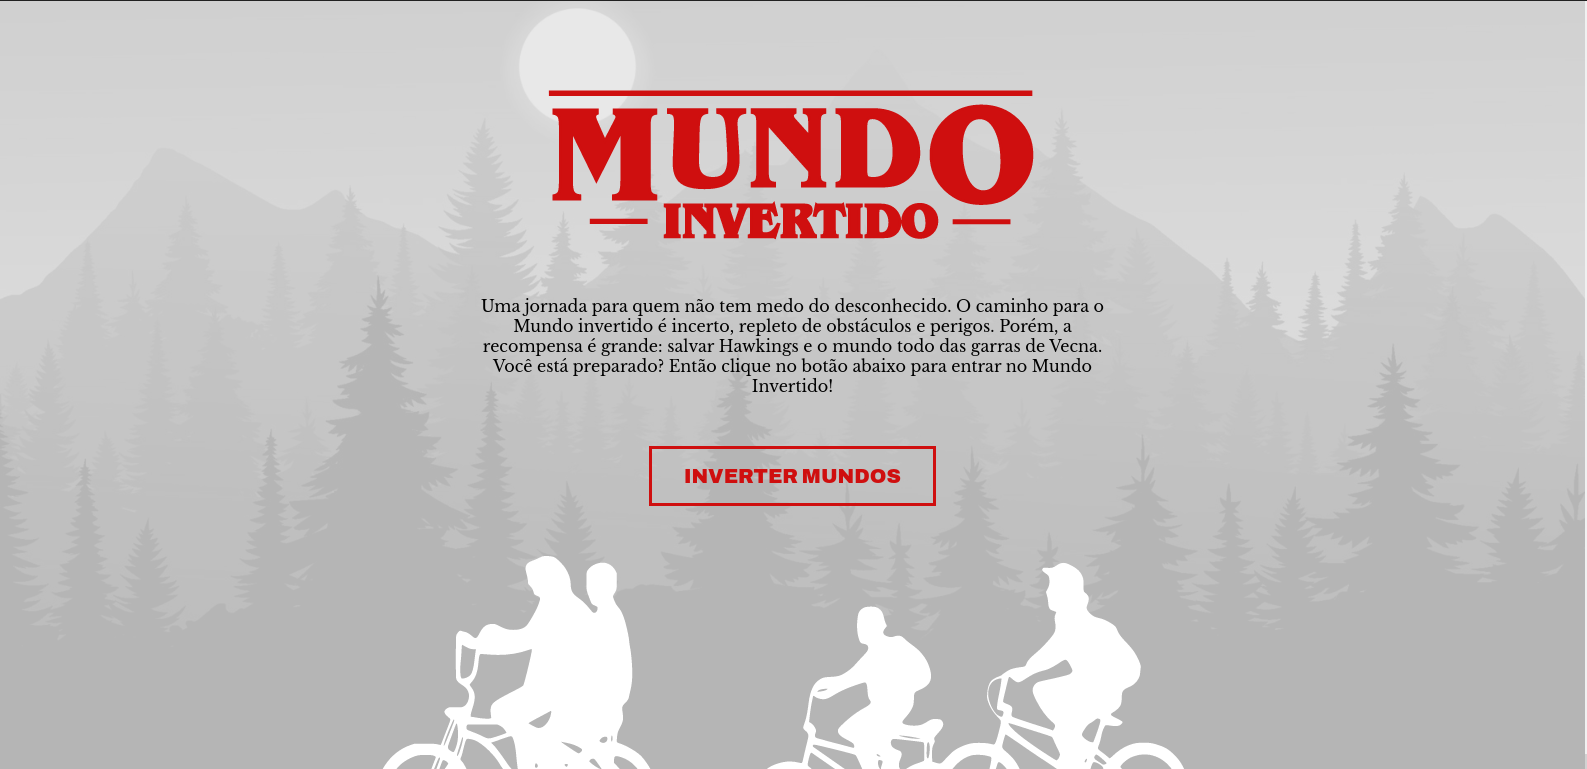 MUNDO
INVERTIDO
Uma jornada para quem não tem medo do desconhecido. O caminho para o
Mundo invertido é incerto, repleto de obstáculos e perigos. Porém, a
recompensa é grande: salvar Hawkings e o mundo todo das garras de Vecna.
Você está preparado? Então clique no botão abaixo para entrar no Mundo
Invertido!
INVERTER MUNDOS